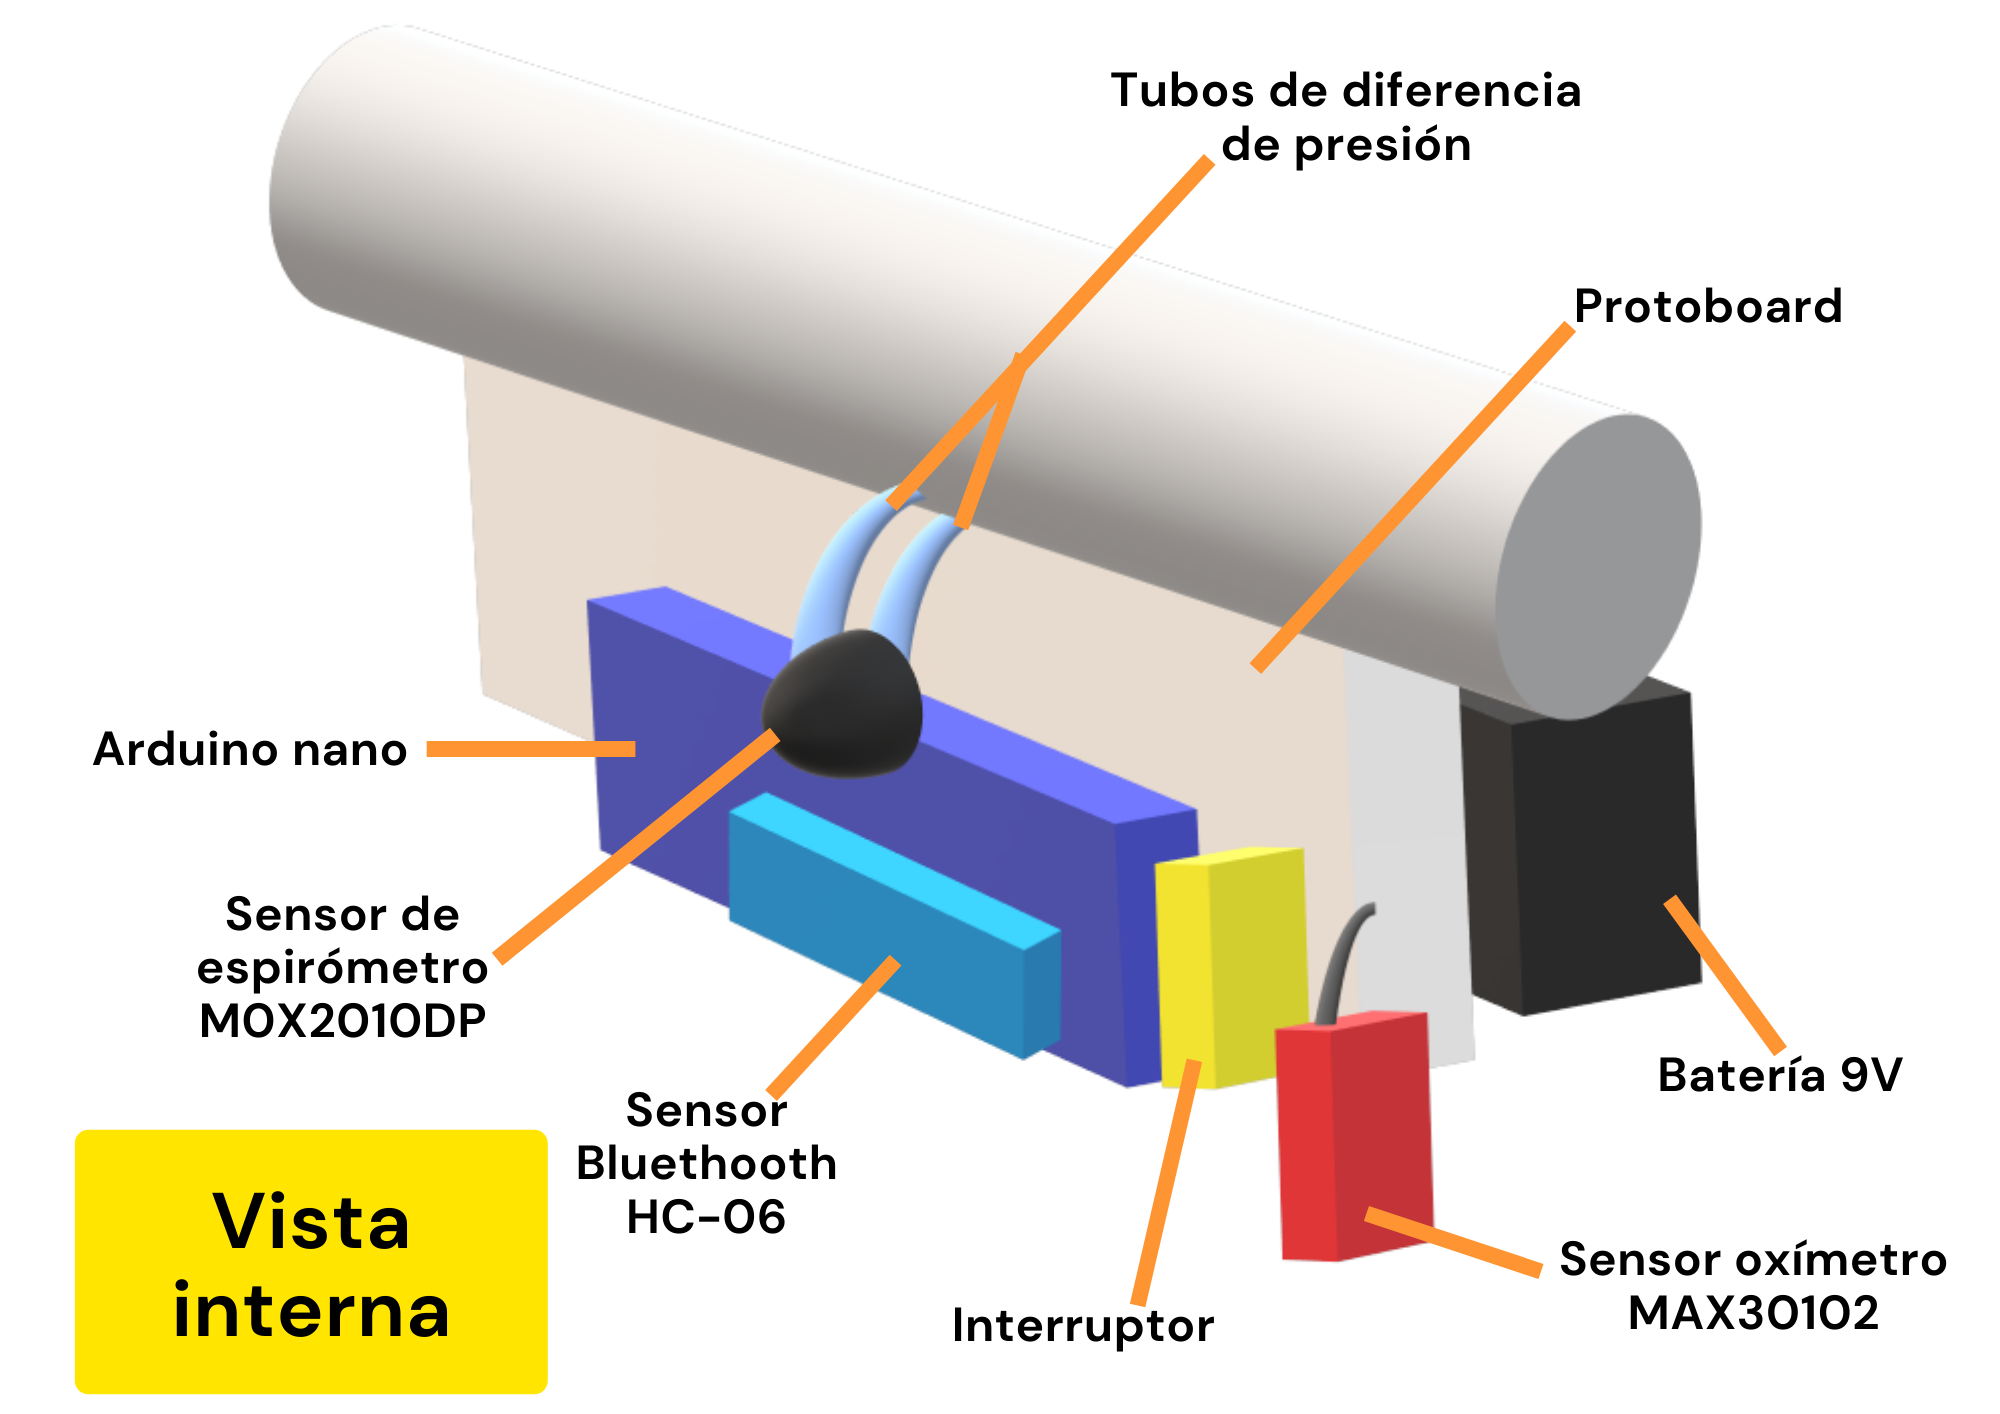 Tubos de diferencia
de presión
Protoboard
Arduino nano
Sensor de
espirómetro
M0X2010DP
Sensor
Bluethooth
HC-06
Interruptor
Batería 9V
Sensor oxímetro
MAX30102
Vista
interna